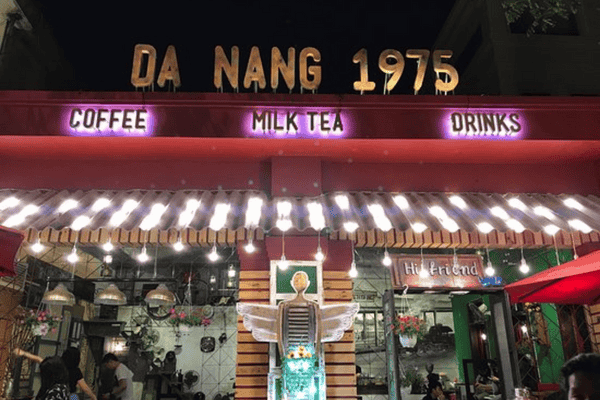 DA NANG 1975
COFFEE MILK TEA DRINKS
Hi Friend